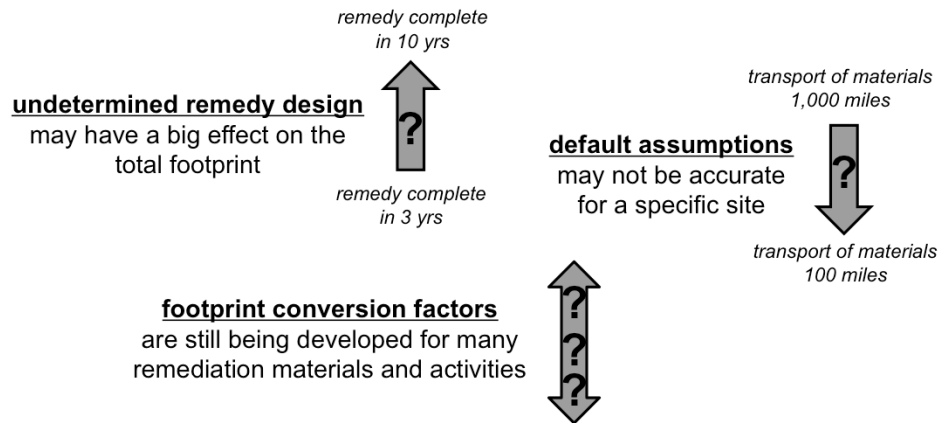 remedy complete
in 10 yrs
undetermined remedy design
may have a big effect on the
total footprint
?
remedy complete
in 3 yrs
transport of materials
1,000 miles
default assumptions
may not be accurate
for a specific site
?
transport of materials
100 miles
footprint conversion factors
are still being developed for many
remediation materials and activities
?
?
?